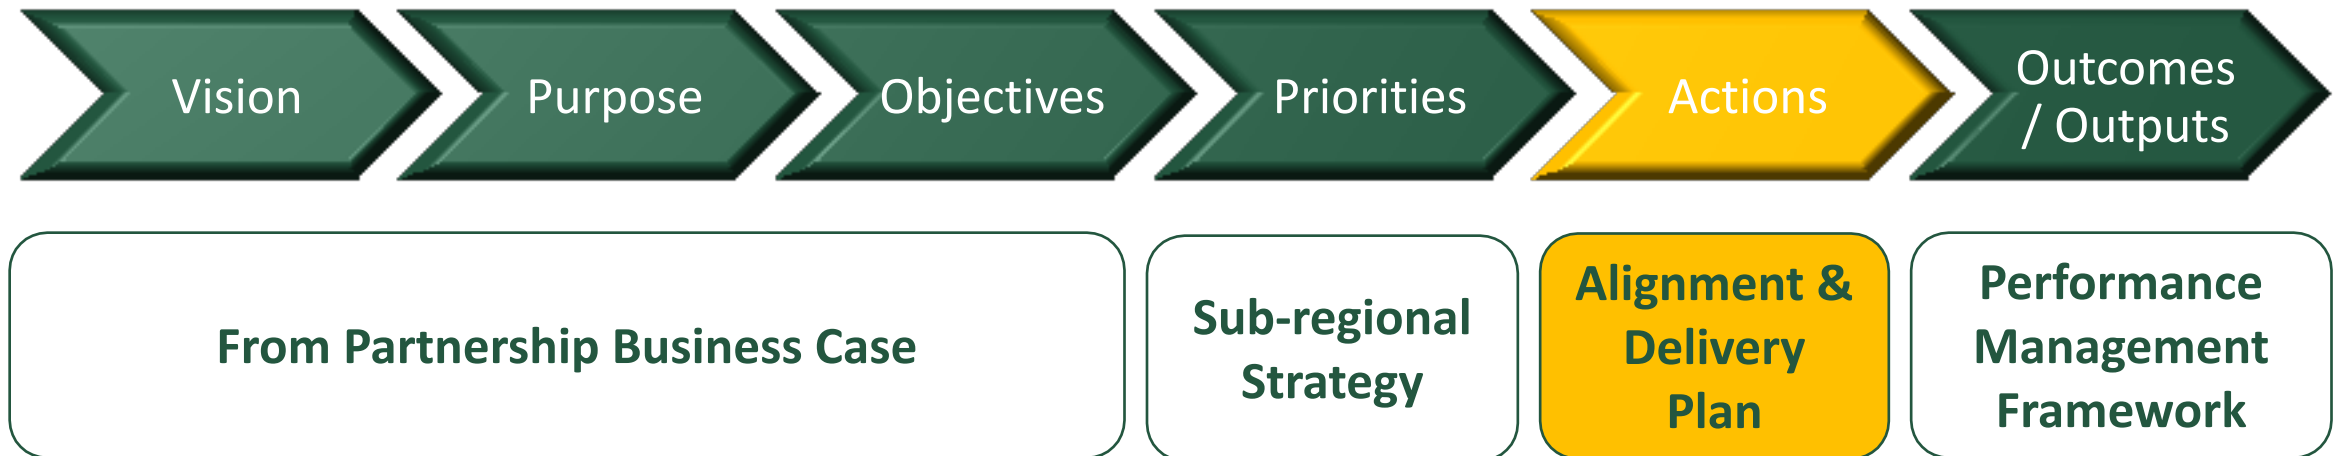 Vision
Purpose
Objectives
Priorities
Actions
Outcomes
/ Outputs
From Partnership Business Case
Sub-regional
Strategy
Alignment &
Delivery
Plan
Performance
Management
Framework